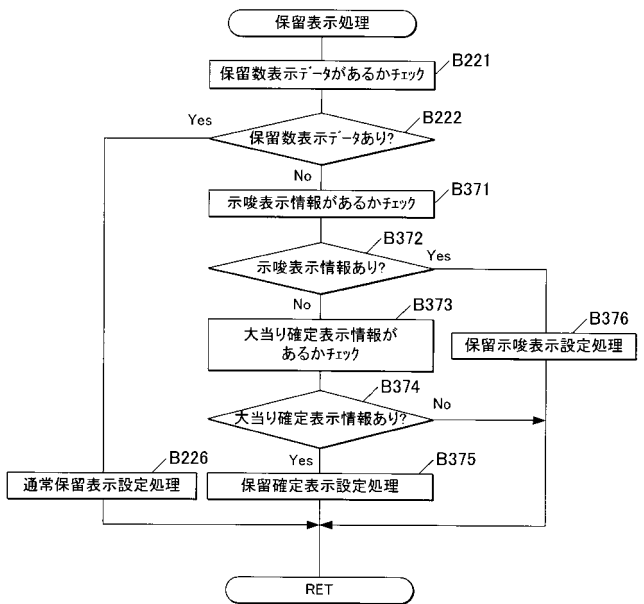 保留表示処理
B221
保留数表示データがあるかチェック
B222
Yes
保留数表示データあり?
No
B371
示唆表示情報があるかチェック
B372
Yes
示唆表示情報あり?
No
B373
大当り確定表示情報が
あるかチェック
B376
保留示唆表示設定処理
B374
No
大当り確定表示情報あり?
Yes
B226
通常保留表示設定処理
B375
保留確定表示設定処理
RET